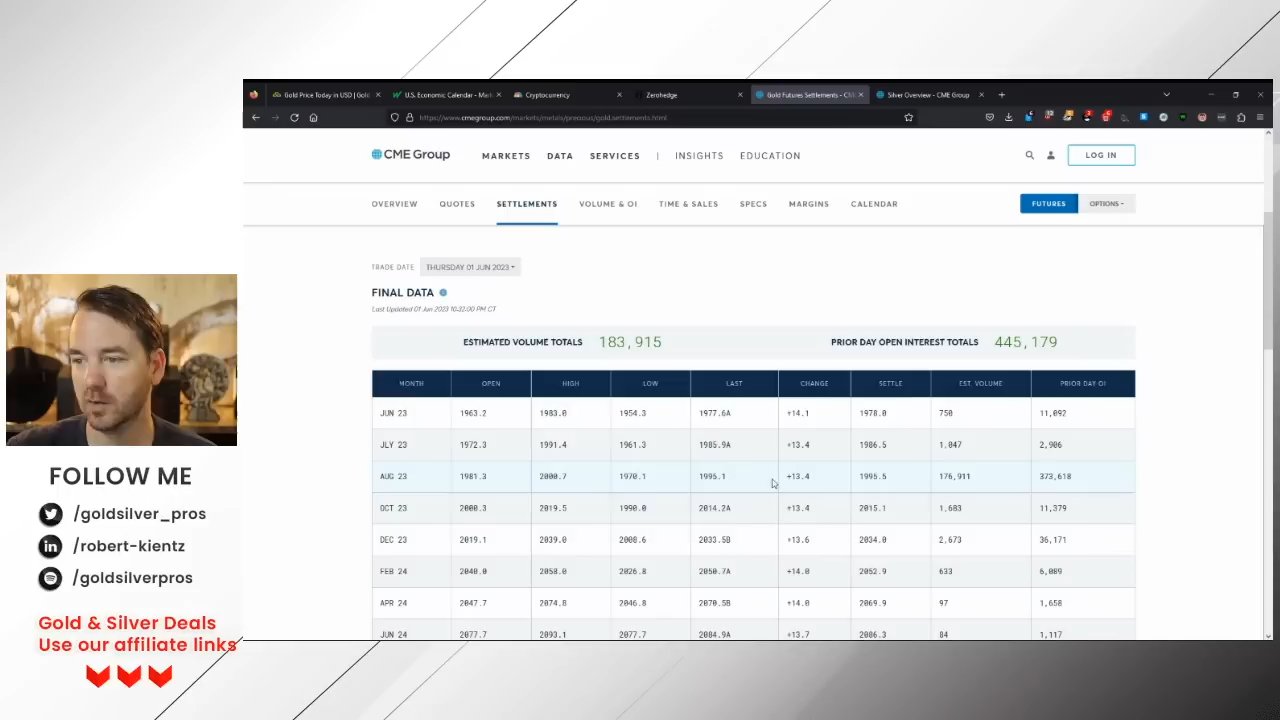 Gold Price Today in USD | Gold
U.S. Economic Calendar - Mark
Cryptocurrency
Zerohedge
Gold Futures Settlements - CM
Silver Overview - CME Group
https://www.cmegroup.com/markets/metals/precious/gold.settlements.html
CME Group
MARKETS DATA SERVICES | INSIGHTS EDUCATION
LOG IN
OVERVIEW QUOTES SETTLEMENTS VOLUME & OI TIME & SALES SPECS MARGINS CALENDAR
FUTURES OPTIONS
TRADE DATE THURSDAY 01 JUN 2023
FINAL DATA
Last Updated 01 Jun 2023 10:32:00 PM CT
ESTIMATED VOLUME TOTALS 183,915 PRIOR DAY OPEN INTEREST TOTALS 445,179
MONTH OPEN HIGH LOW LAST CHANGE SETTLE EST. VOLUME PRIOR DAY OI
JUN 23 1963.2 1983.0 1954.3 1977.6A +14.1 1978.0 750 11,092
JLY 23 1972.3 1991.4 1961.3 1985.9A +13.4 1986.5 1,047 2,906
AUG 23 1981.3 2000.7 1970.1 1995.1 +13.4 1995.5 176,911 373,618
OCT 23 2000.3 2019.5 1990.0 2014.2A +13.4 2015.1 1,683 11,379
DEC 23 2019.1 2039.0 2008.6 2033.5B +13.6 2034.0 2,673 36,171
FEB 24 2040.0 2058.0 2026.8 2050.7A +14.0 2052.9 633 6,089
APR 24 2047.7 2074.8 2046.8 2070.5B +14.0 2069.9 97 1,658
JUN 24 2077.7 2093.1 2077.7 2084.9A +13.7 2086.3 84 1,117
FOLLOW ME
/goldsilver_pros
/robert-kientz
/goldsilverpros
Gold & Silver Deals
Use our affiliate links